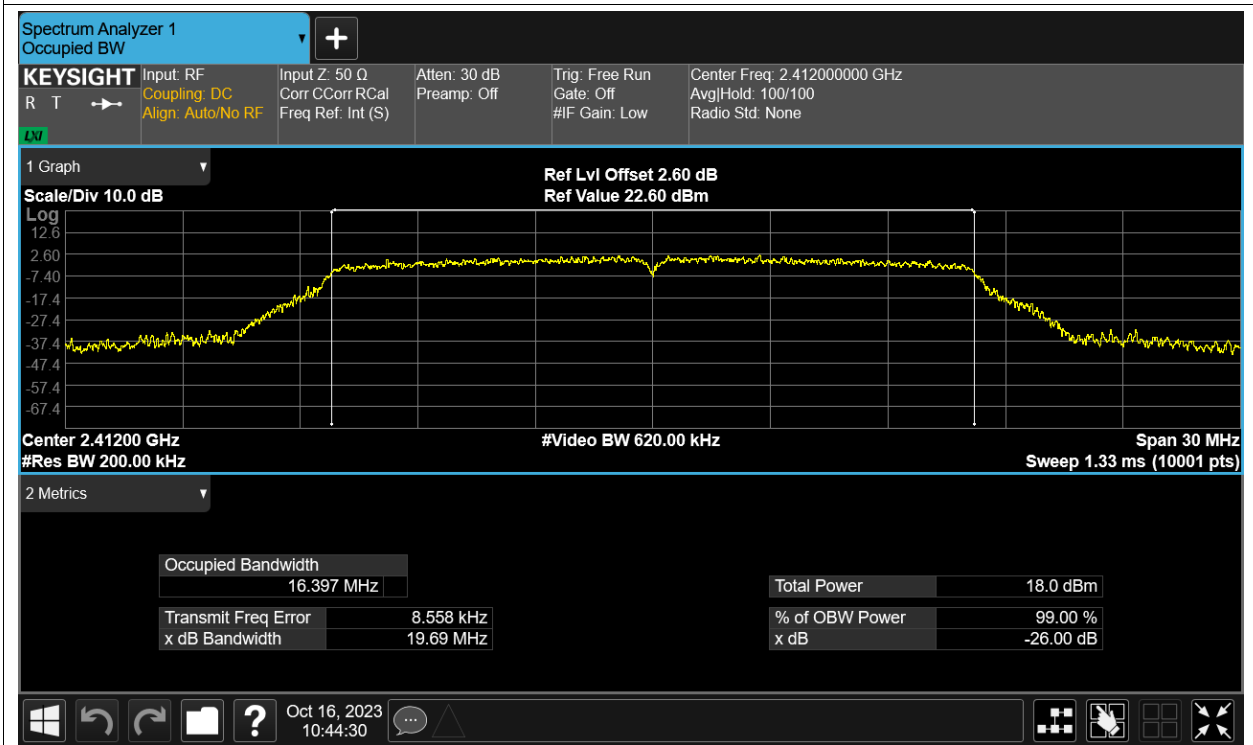 Spectrum Analyzer 1
Occupied BW
KEYSIGHT
R T
LXI
Input: RF
Coupling: DC
Align: Auto/No RF
Input Z: 50 Ω
Corr CCorr RCal
Freq Ref: Int (S)
Atten: 30 dB
Preamp: Off
Trig: Free Run
Gate: Off
#IF Gain: Low
Center Freq: 2.412000000 GHz
Avg|Hold: 100/100
Radio Std: None
1 Graph
Scale/Div 10.0 dB
Ref Lvl Offset 2.60 dB
Ref Value 22.60 dBm
Log
12.6
2.60
-7.40
-17.4
-27.4
-37.4
-47.4
-57.4
-67.4
Center 2.41200 GHz
#Video BW 620.00 kHz
Span 30 MHz
#Res BW 200.00 kHz
Sweep 1.33 ms (10001 pts)
2 Metrics
Occupied Bandwidth
16.397 MHz
Total Power 18.0 dBm
Transmit Freq Error 8.558 kHz
% of OBW Power 99.00 %
x dB Bandwidth 19.69 MHz
x dB -26.00 dB
?
Oct 16, 2023
10:44:30